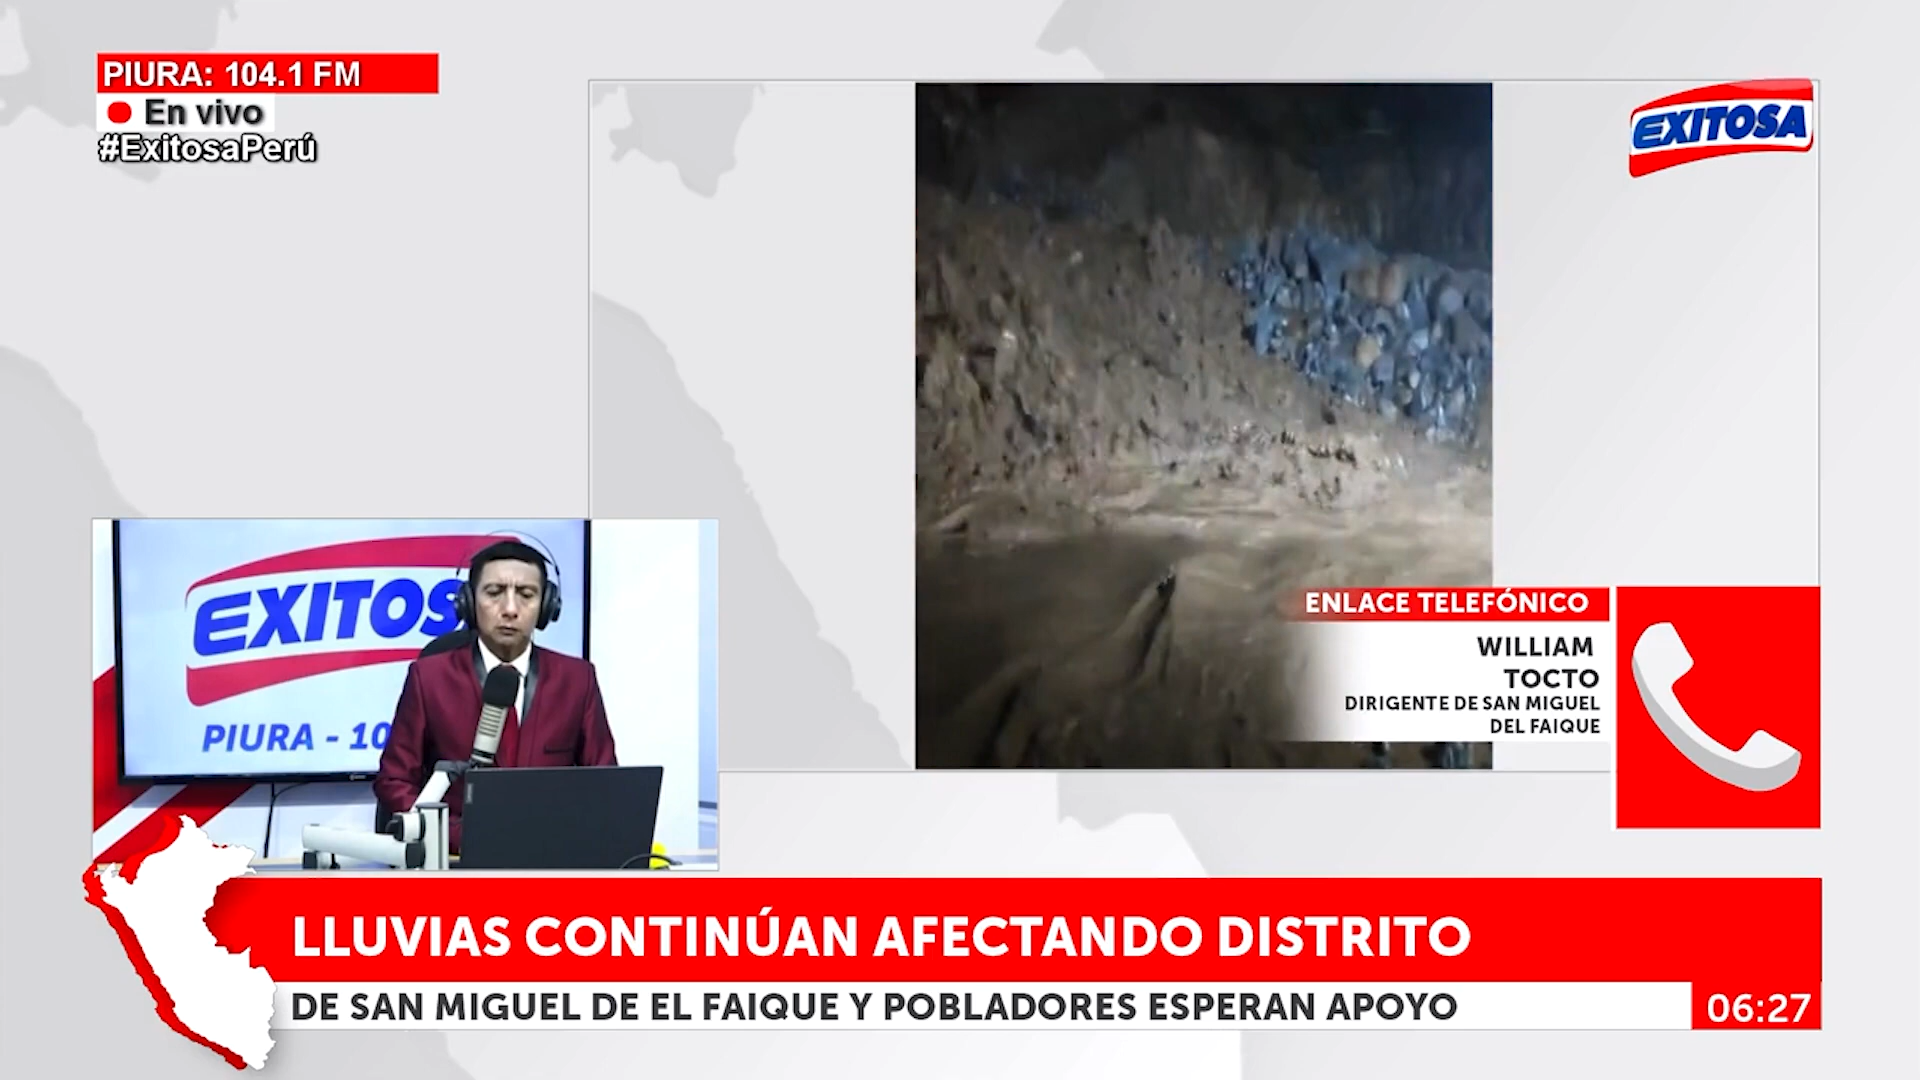 PIURA: 104.1 FM
En vivo
#ExitosaPerú
EXITOSA
EXITOS
PIURA - 10
ENLACE TELEFÓNICO
WILLIAM
TOCTO
DIRIGENTE DE SAN MIGUEL
DEL FAIQUE
LLUVIAS CONTINÚAN AFECTANDO DISTRITO
DE SAN MIGUEL DE EL FAIQUE Y POBLADORES ESPERAN APOYO
06:27